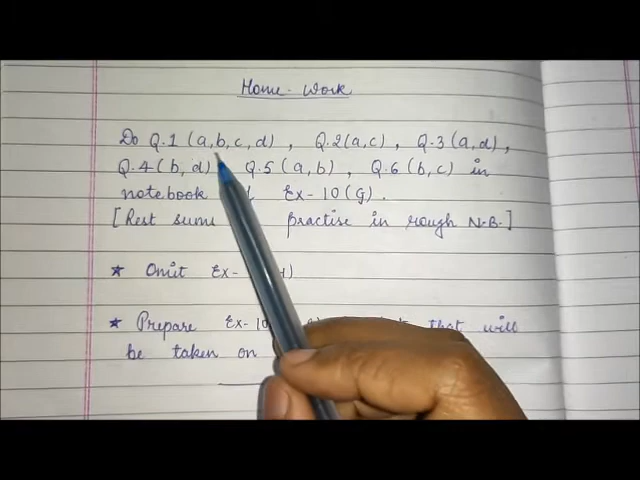 Home-Work
Do Q.1 (a,b,c,d) , Q.2(a,c) , Q.3(a,d),
Q.4(b,d) Q.5(a,b) , Q.6(b,c) in
notebook Ex-10(G).
[Rest sums practise in rough N.B.]
★ Omit Ex-
★ Prepare Ex-10 that will
be taken on